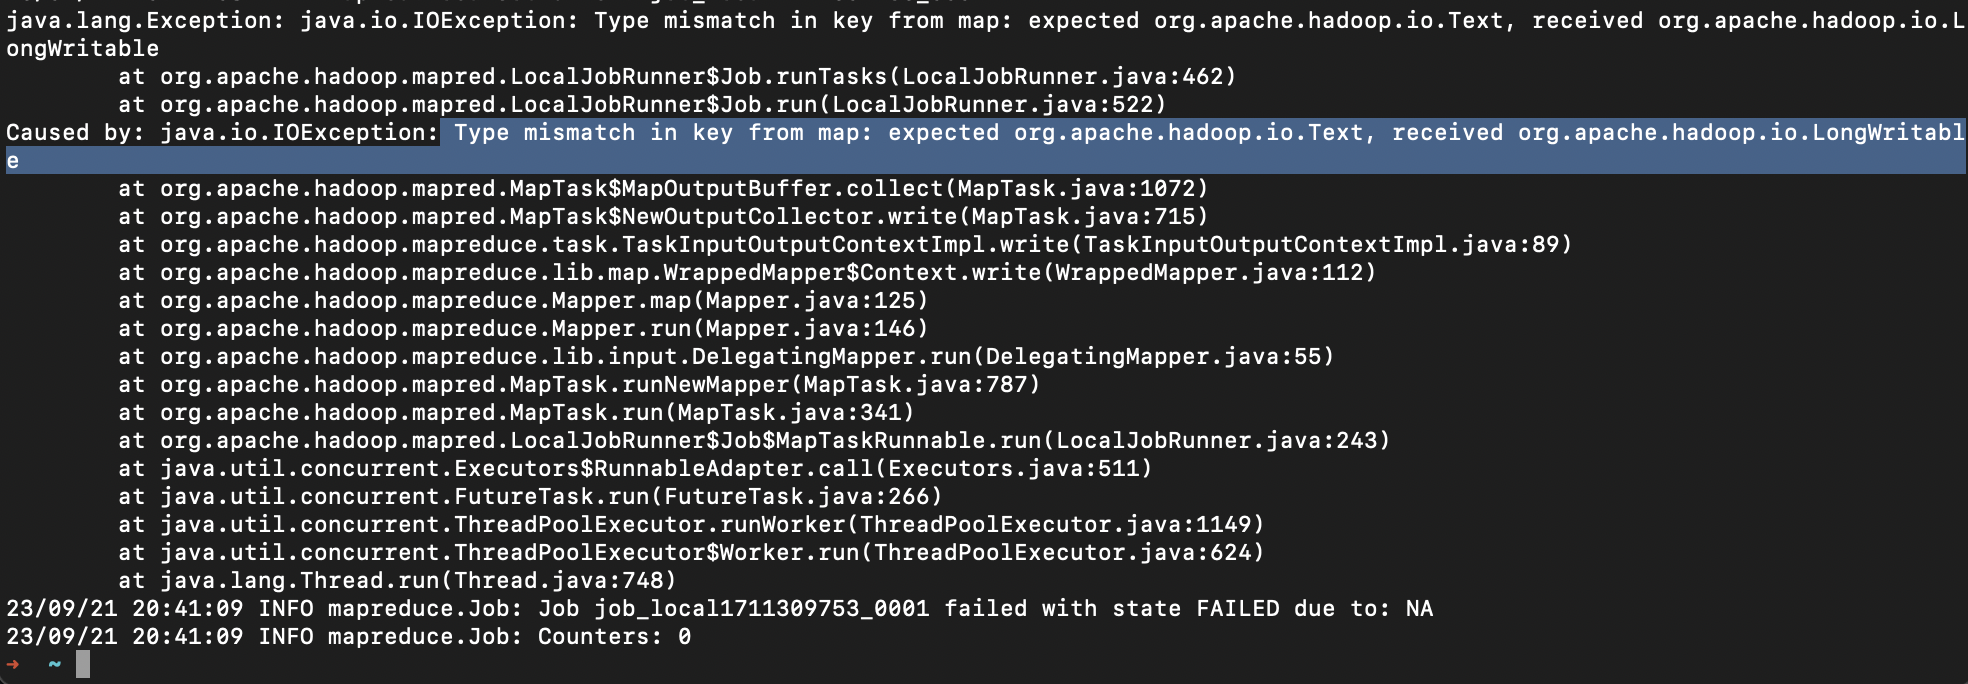 java.lang.Exception: java.io.IOException: Type mismatch in key from map: expected org.apache.hadoop.io.Text, received org.apache.hadoop.io.L
ongWritable
        at org.apache.hadoop.mapred.LocalJobRunner$Job.runTasks(LocalJobRunner.java:462)
        at org.apache.hadoop.mapred.LocalJobRunner$Job.run(LocalJobRunner.java:522)
Caused by: java.io.IOException: Type mismatch in key from map: expected org.apache.hadoop.io.Text, received org.apache.hadoop.io.LongWritabl
e
        at org.apache.hadoop.mapred.MapTask$MapOutputBuffer.collect(MapTask.java:1072)
        at org.apache.hadoop.mapred.MapTask$NewOutputCollector.write(MapTask.java:715)
        at org.apache.hadoop.mapreduce.task.TaskInputOutputContextImpl.write(TaskInputOutputContextImpl.java:89)
        at org.apache.hadoop.mapreduce.lib.map.WrappedMapper$Context.write(WrappedMapper.java:112)
        at org.apache.hadoop.mapreduce.Mapper.map(Mapper.java:125)
        at org.apache.hadoop.mapreduce.Mapper.run(Mapper.java:146)
        at org.apache.hadoop.mapreduce.lib.input.DelegatingMapper.run(DelegatingMapper.java:55)
        at org.apache.hadoop.mapred.MapTask.runNewMapper(MapTask.java:787)
        at org.apache.hadoop.mapred.MapTask.run(MapTask.java:341)
        at org.apache.hadoop.mapred.LocalJobRunner$Job$MapTaskRunnable.run(LocalJobRunner.java:243)
        at java.util.concurrent.Executors$RunnableAdapter.call(Executors.java:511)
        at java.util.concurrent.FutureTask.run(FutureTask.java:266)
        at java.util.concurrent.ThreadPoolExecutor.runWorker(ThreadPoolExecutor.java:1149)
        at java.util.concurrent.ThreadPoolExecutor$Worker.run(ThreadPoolExecutor.java:624)
        at java.lang.Thread.run(Thread.java:748)
23/09/21 20:41:09 INFO mapreduce.Job: Job job_local1711309753_0001 failed with state FAILED due to: NA
23/09/21 20:41:09 INFO mapreduce.Job: Counters: 0
➜  ~